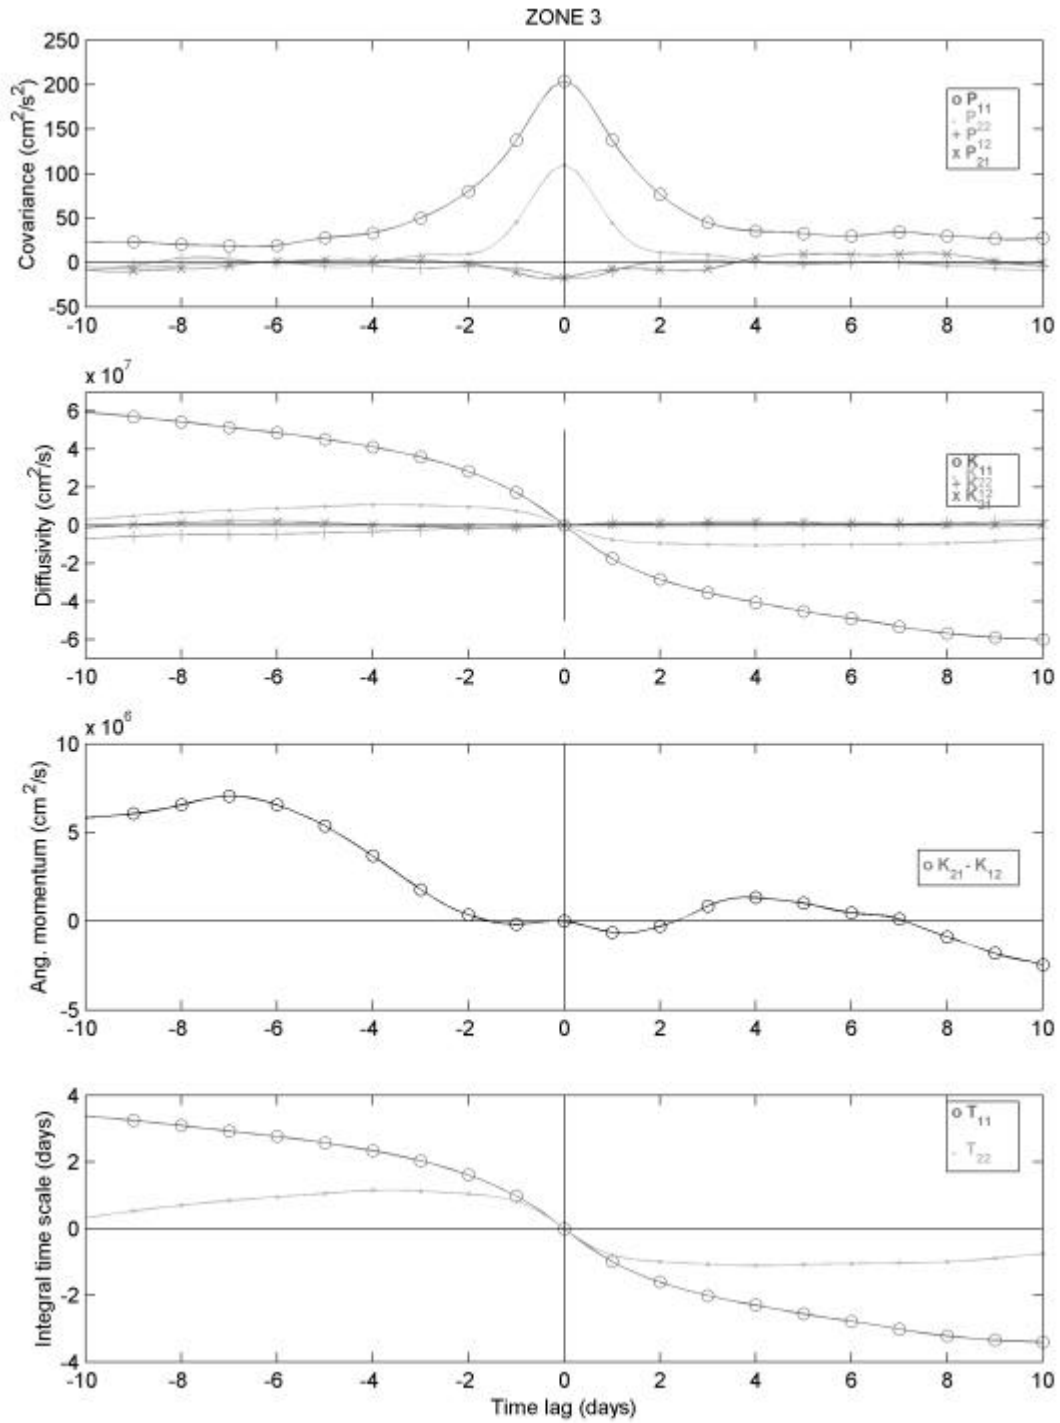 ZONE 3
250
200
150
100
50
0
-50
Covariance (cm²/s²)
o P₁₁
. P₂₂
+ P₁₂
x P₂₁
-10 -8 -6 -4 -2 0 2 4 6 8 10
x 10⁷
6
4
2
0
-2
-4
-6
Diffusivity (cm²/s)
o K₁₁
. K₂₂
+ K₁₂
x K₂₁
-10 -8 -6 -4 -2 0 2 4 6 8 10
x 10⁶
10
5
0
-5
Ang. momentum (cm²/s)
o K₂₁ - K₁₂
-10 -8 -6 -4 -2 0 2 4 6 8 10
4
2
0
-2
-4
Integral time scale (days)
o T₁₁
. T₂₂
-10 -8 -6 -4 -2 0 2 4 6 8 10
Time lag (days)